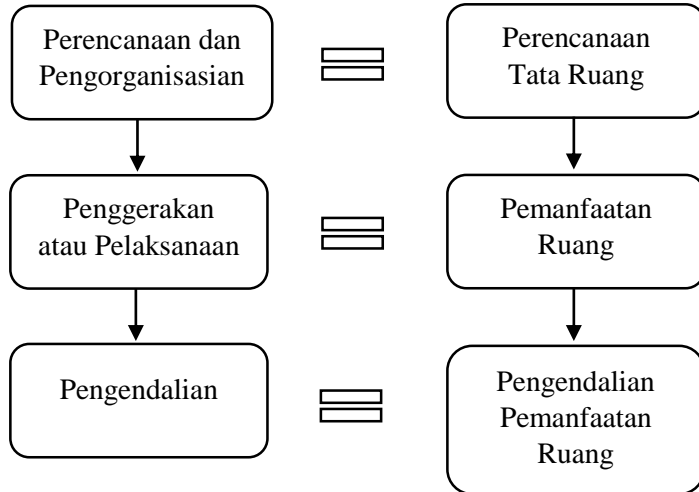 Perencanaan dan
Pengorganisasian
Perencanaan
Tata Ruang
Penggerakan
atau Pelaksanaan
Pemanfaatan
Ruang
Pengendalian
Pengendalian
Pemanfaatan
Ruang